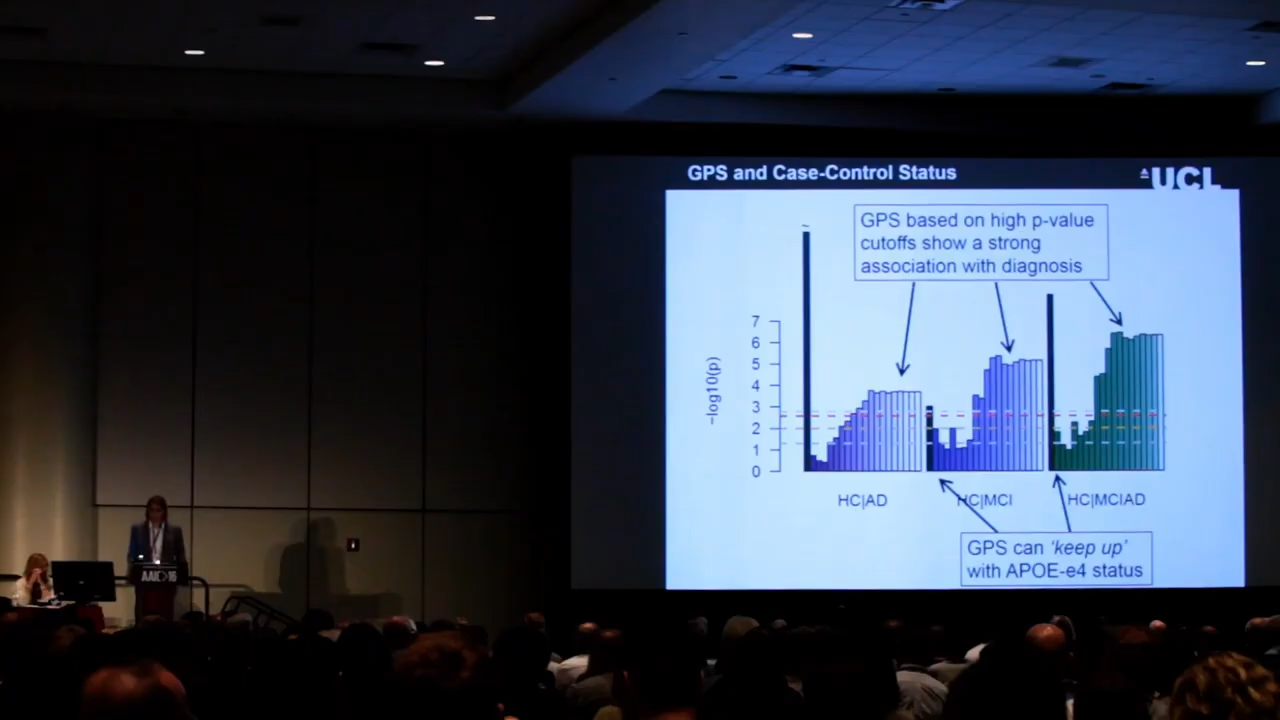 GPS and Case-Control Status
UCL
GPS based on high p-value
cutoffs show a strong
association with diagnosis
~
7
6
5
4
3
2
1
0
-log10(p)
HC|AD
HC|MCI
HC|MCIAD
GPS can 'keep up'
with APOE-e4 status
AAIC>16